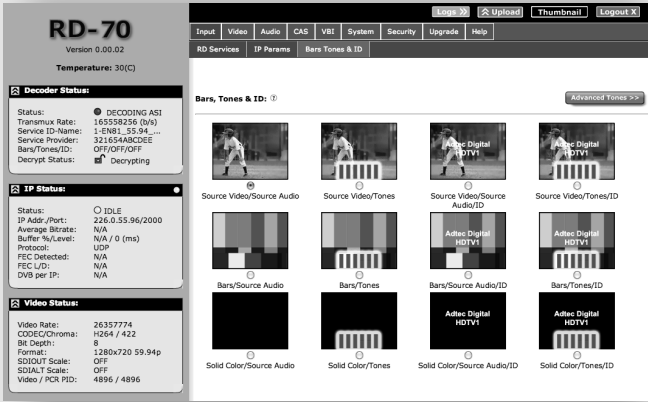 RD-70
Version 0.00.02
Temperature: 30(C)
Decoder Status:
Status: DECODING ASI
Transmux Rate: 165558256 (b/s)
Service ID-Name: 1-EN81_55.94_...
Service Provider: 321654ABCDEE
Bars/Tones/ID: OFF/OFF/OFF
Decrypt Status: Decrypting
IP Status:
Status: IDLE
IP Addr./Port: 226.0.55.96/2000
Average Bitrate: N/A
Buffer %/Level: N/A / 0 (ms)
Protocol: UDP
FEC Detected: N/A
FEC L/D: N/A
DVB per IP: N/A
Video Status:
Video Rate: 26357774
CODEC/Chroma: H264 / 422
Bit Depth: 8
Format: 1280x720 59.94p
SDIOUT Scale: OFF
SDIALT Scale: OFF
Video / PCR PID: 4896 / 4896
Logs >> Upload Thumbnail Logout X
Input Video Audio CAS VBI System Security Upgrade Help
RD Services IP Params Bars Tones & ID
Bars, Tones & ID: ?
Advanced Tones >>
Adtec Digital
HDTV1
Adtec Digital
HDTV1
Source Video/Source Audio
Source Video/Tones
Source Video/Source
Audio/ID
Source Video/Tones/ID
Adtec Digital
HDTV1
Adtec Digital
HDTV1
Bars/Source Audio
Bars/Tones
Bars/Source Audio/ID
Bars/Tones/ID
Adtec Digital
HDTV1
Adtec Digital
HDTV1
Solid Color/Source Audio
Solid Color/Tones
Solid Color/Source Audio/ID
Solid Color/Tones/ID